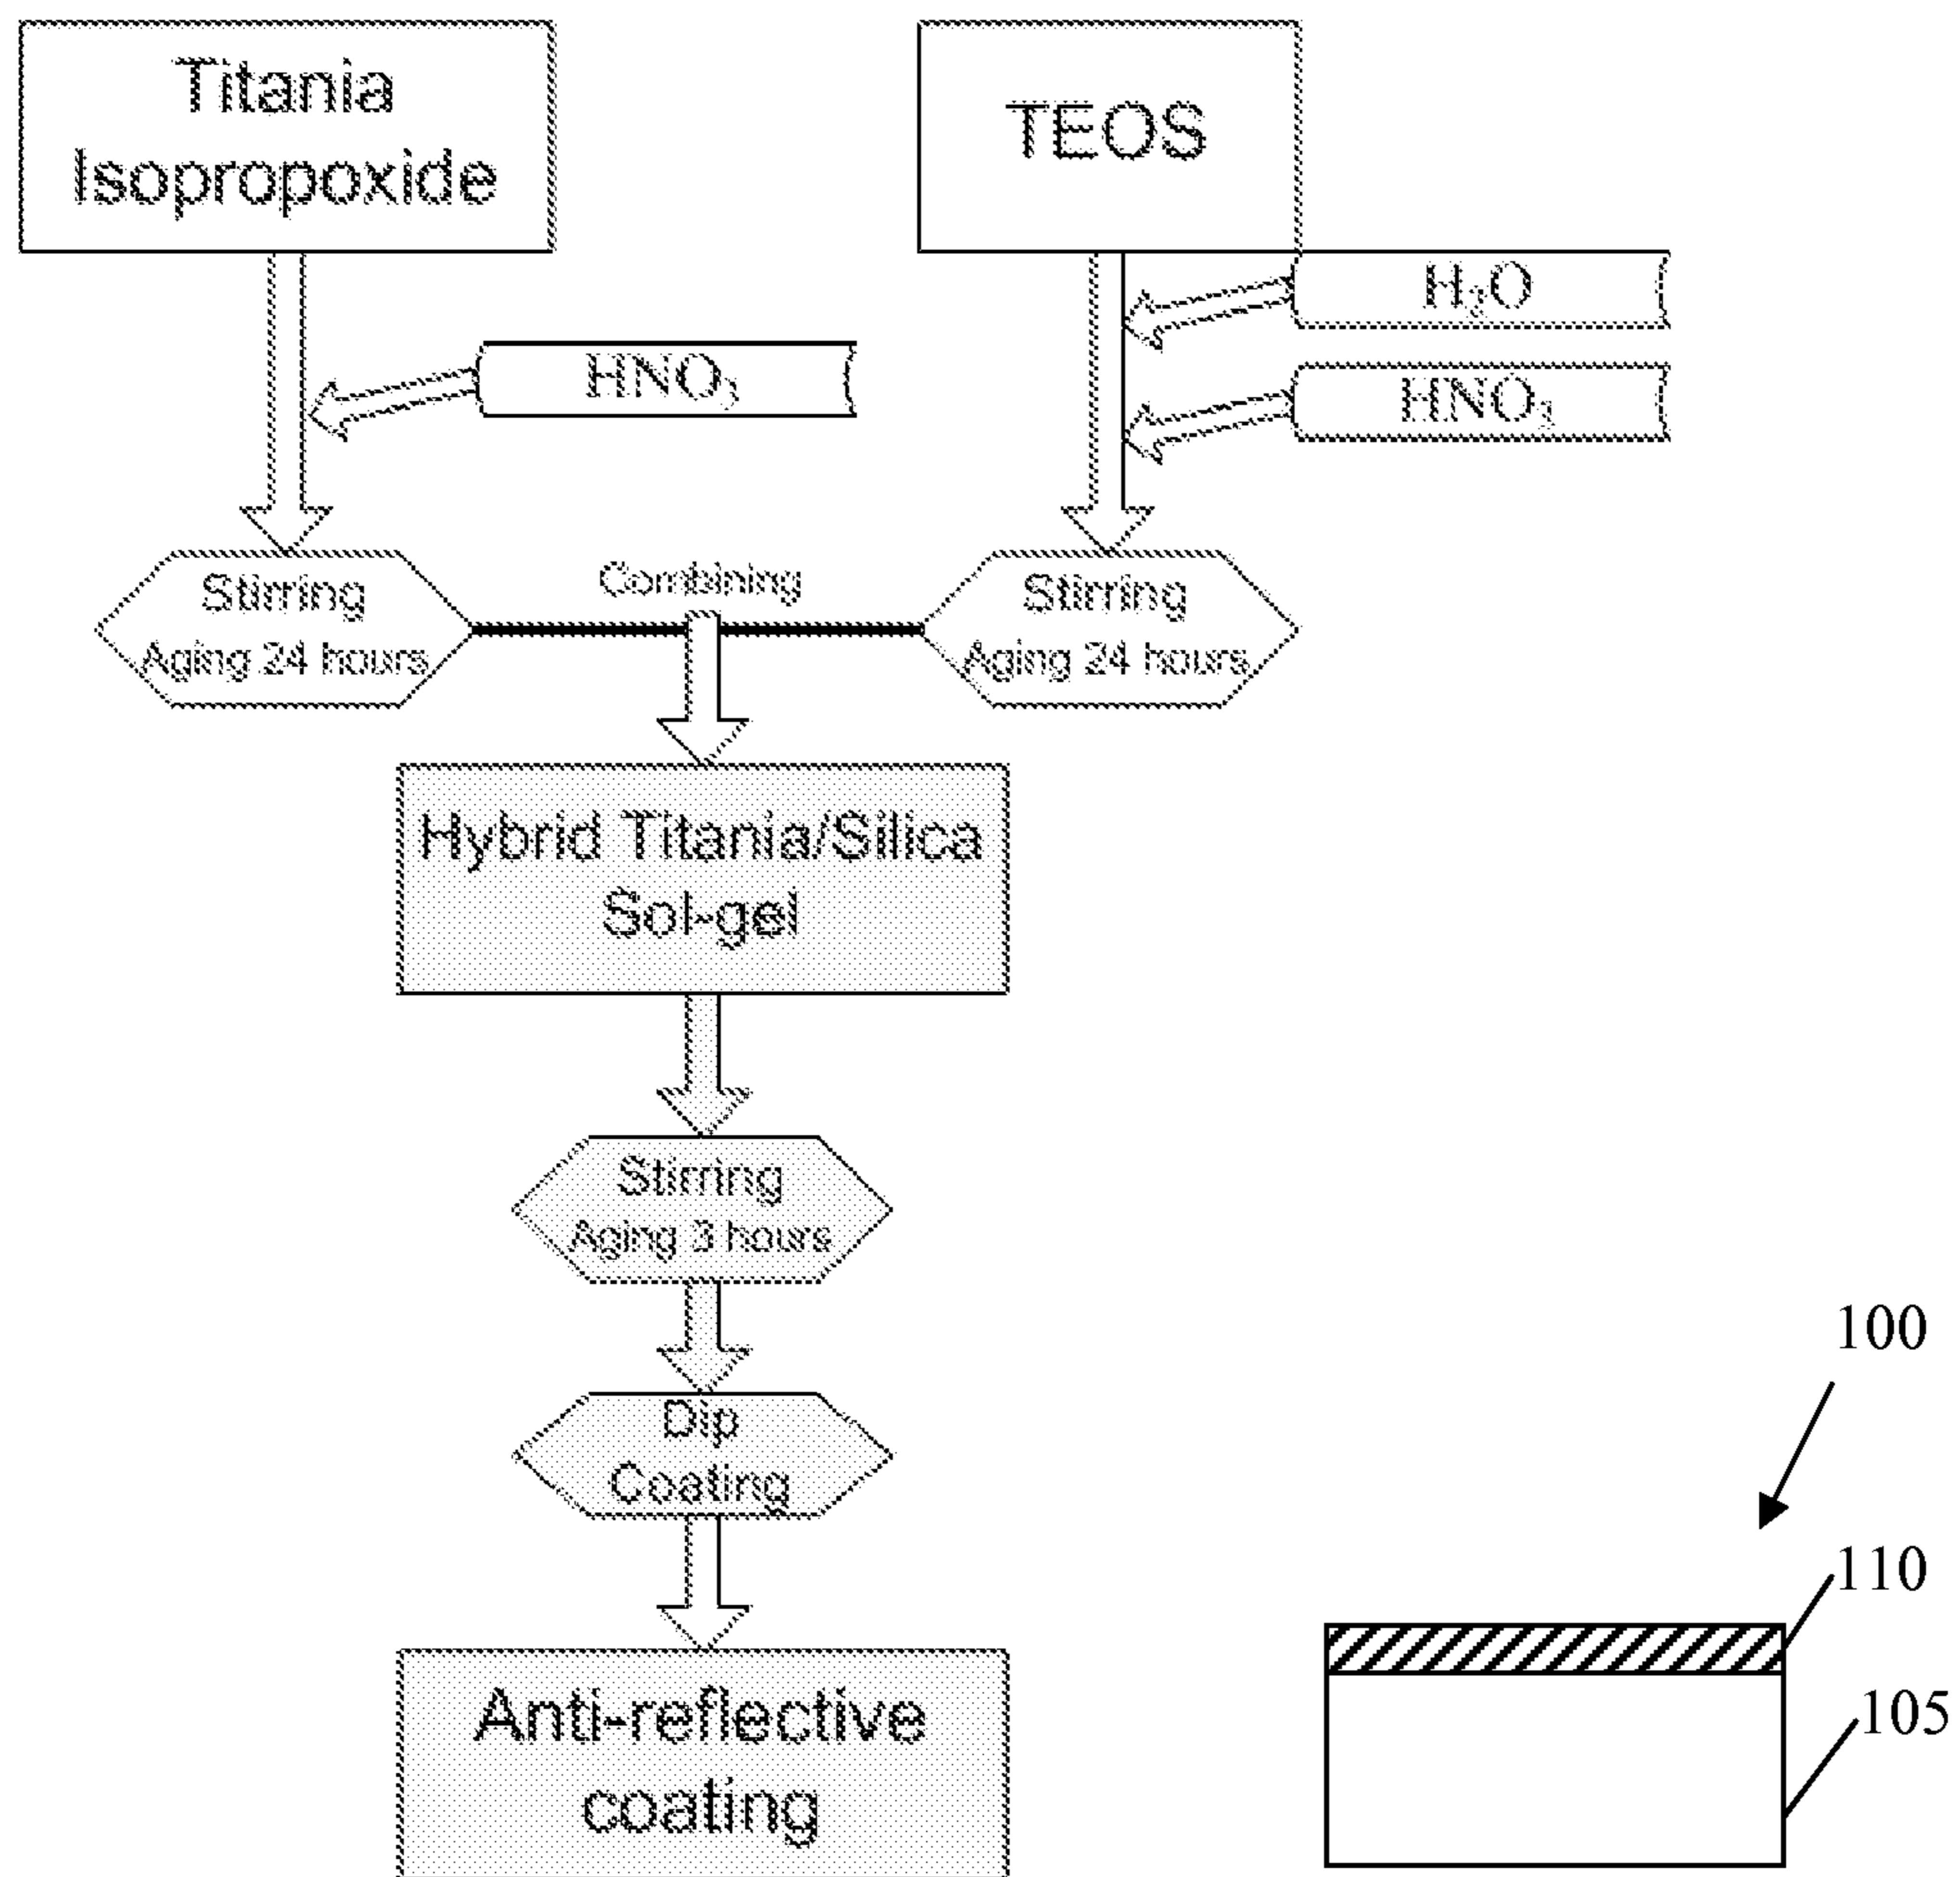 Titania
Isopropoxide
TEOS
H₂O
HNO₃
HNO₃
Stirring
Aging 24 hours
Combining
Stirring
Aging 24 hours
Hybrid Titania/Silica
Sol-gel
Stirring
Aging 3 hours
Dip
Coating
Anti-reflective
coating
100
110
105